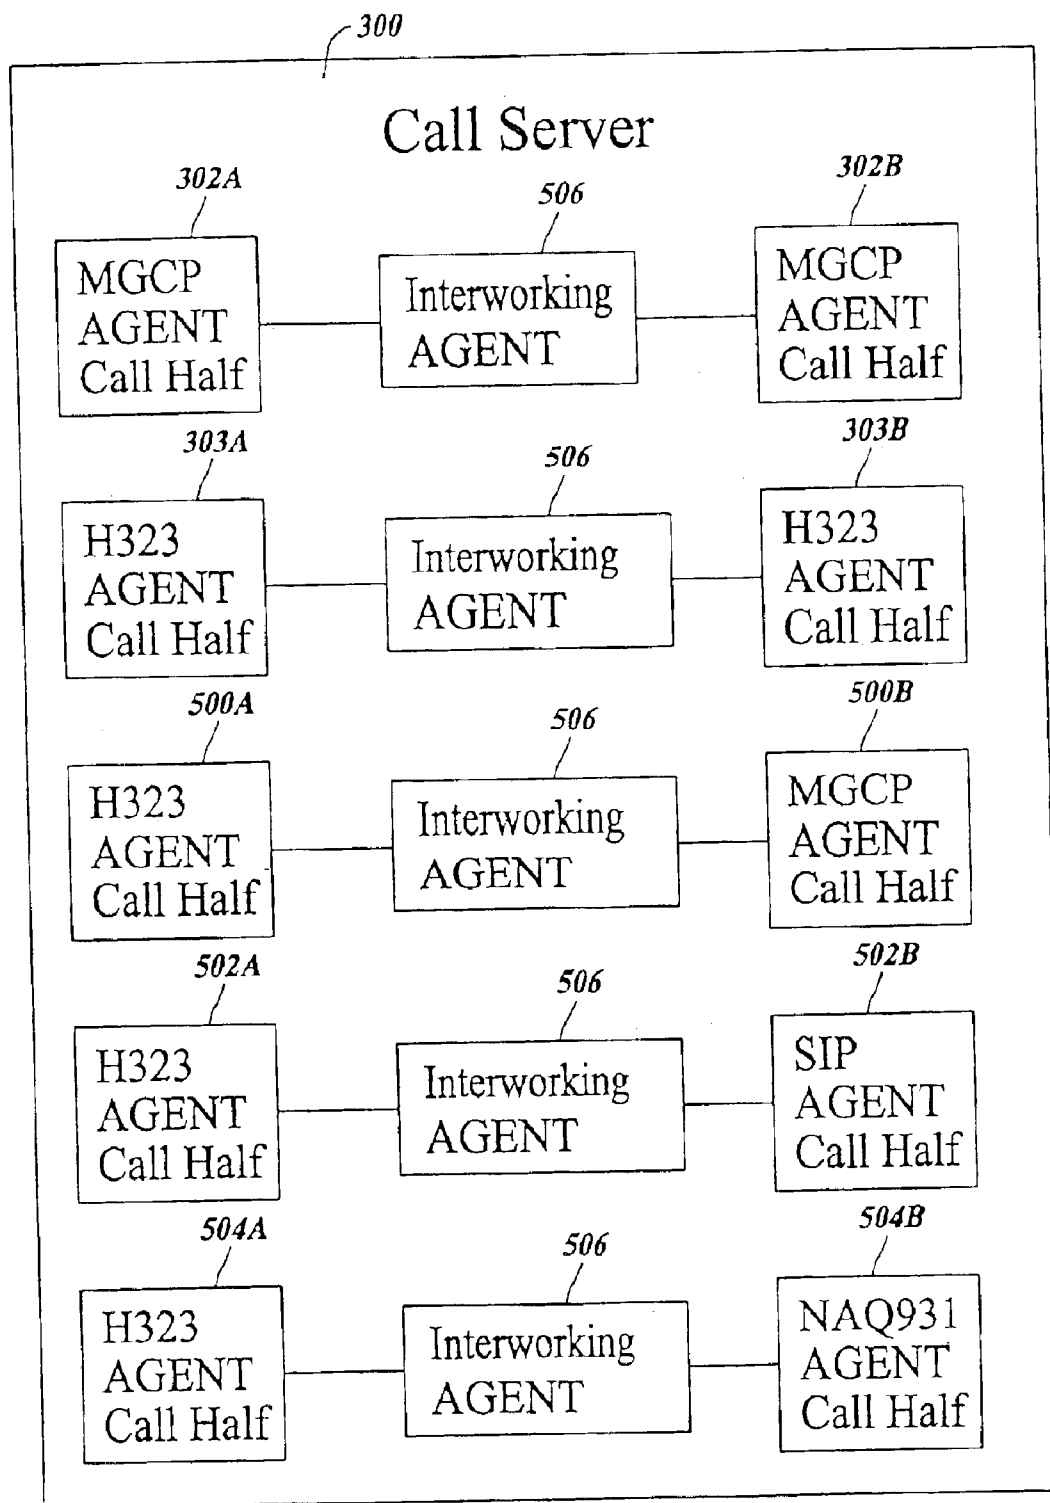 300
Call Server
302A
506
302B
MGCP
AGENT
Call Half
Interworking
AGENT
MGCP
AGENT
Call Half
303A
506
303B
H323
AGENT
Call Half
Interworking
AGENT
H323
AGENT
Call Half
500A
506
500B
H323
AGENT
Call Half
Interworking
AGENT
MGCP
AGENT
Call Half
502A
506
502B
H323
AGENT
Call Half
Interworking
AGENT
SIP
AGENT
Call Half
504A
506
504B
H323
AGENT
Call Half
Interworking
AGENT
NAQ931
AGENT
Call Half